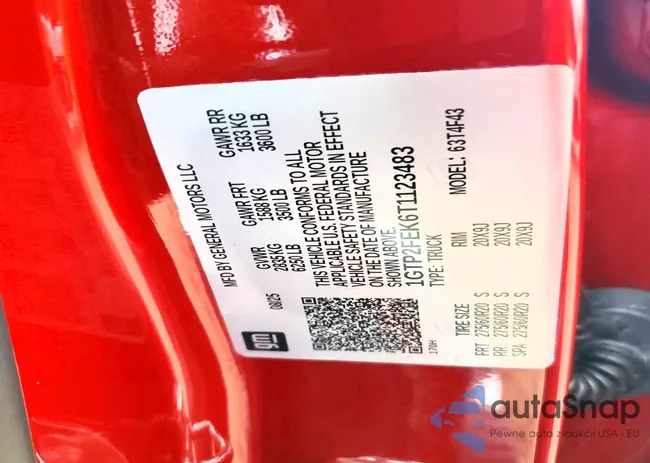 MFD BY GENERAL MOTORS LLC
08/25 GVWR GAWR FRT GAWR RR
2835 KG 1588 KG 1633 KG
6250 LB 3500 LB 3600 LB
THIS VEHICLE CONFORMS TO ALL
APPLICABLE U.S. FEDERAL MOTOR
VEHICLE SAFETY STANDARDS IN EFFECT
ON THE DATE OF MANUFACTURE
SHOWN ABOVE.
1GTP2FEK6T1123483
TYPE: TRUCK
MODEL: 63T4F43
170H
TIRE SIZE RIM
FRT 275/60R20 S 20X9J
RR 275/60R20 S 20X9J
SPA 275/60R20 S 20X9J
gm
autaSnap
Pewne auta z aukcji USA i EU